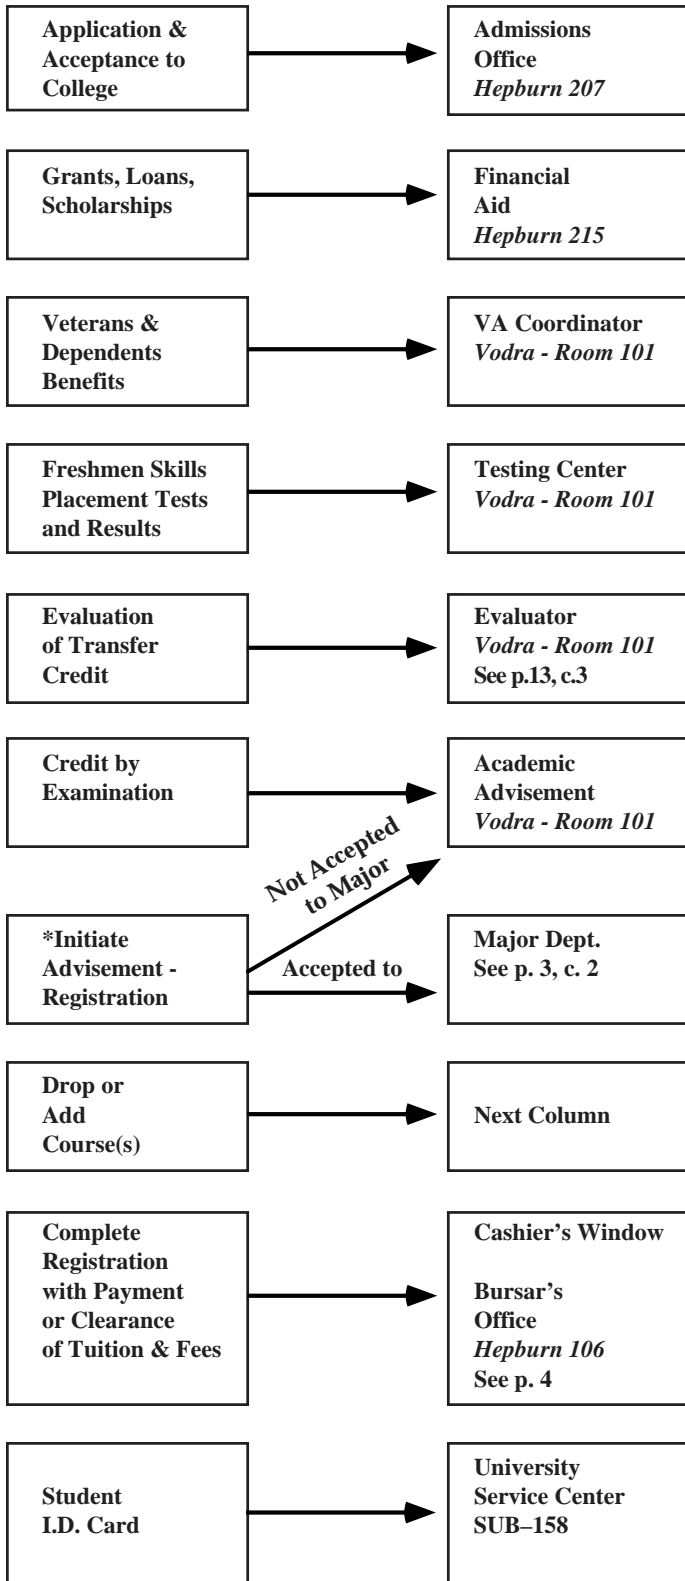 Application &
Acceptance to
College
Admissions
Office
Hepburn 207
Grants, Loans,
Scholarships
Financial
Aid
Hepburn 215
Veterans &
Dependents
Benefits
VA Coordinator
Vodra - Room 101
Freshmen Skills
Placement Tests
and Results
Testing Center
Vodra - Room 101
Evaluation
of Transfer
Credit
Evaluator
Vodra - Room 101
See p.13, c.3
Credit by
Examination
Academic
Advisement
Vodra - Room 101
Not Accepted
to Major
*Initiate
Advisement -
Registration
Accepted to
Major Dept.
See p. 3, c. 2
Drop or
Add
Course(s)
Next Column
Complete
Registration
with Payment
or Clearance
of Tuition & Fees
Cashier's Window
Bursar's
Office
Hepburn 106
See p. 4
Student
I.D. Card
University
Service Center
SUB–158